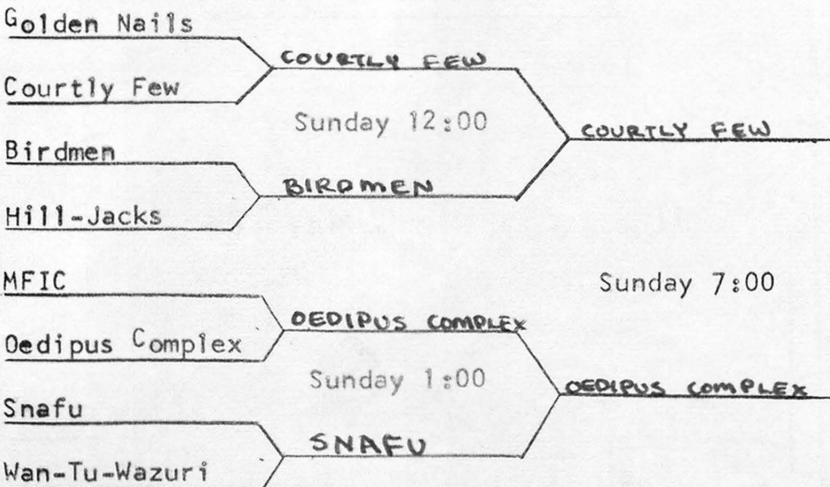 Golden Nails
COURTLY FEW
Courtly Few
Sunday 12:00
COURTLY FEW
Birdmen
BIRDMEN
Hill-Jacks
MFIC
Sunday 7:00
OEDIPUS COMPLEX
Oedipus Complex
Sunday 1:00
OEDIPUS COMPLEX
Snafu
SNAFU
Wan-Tu-Wazuri